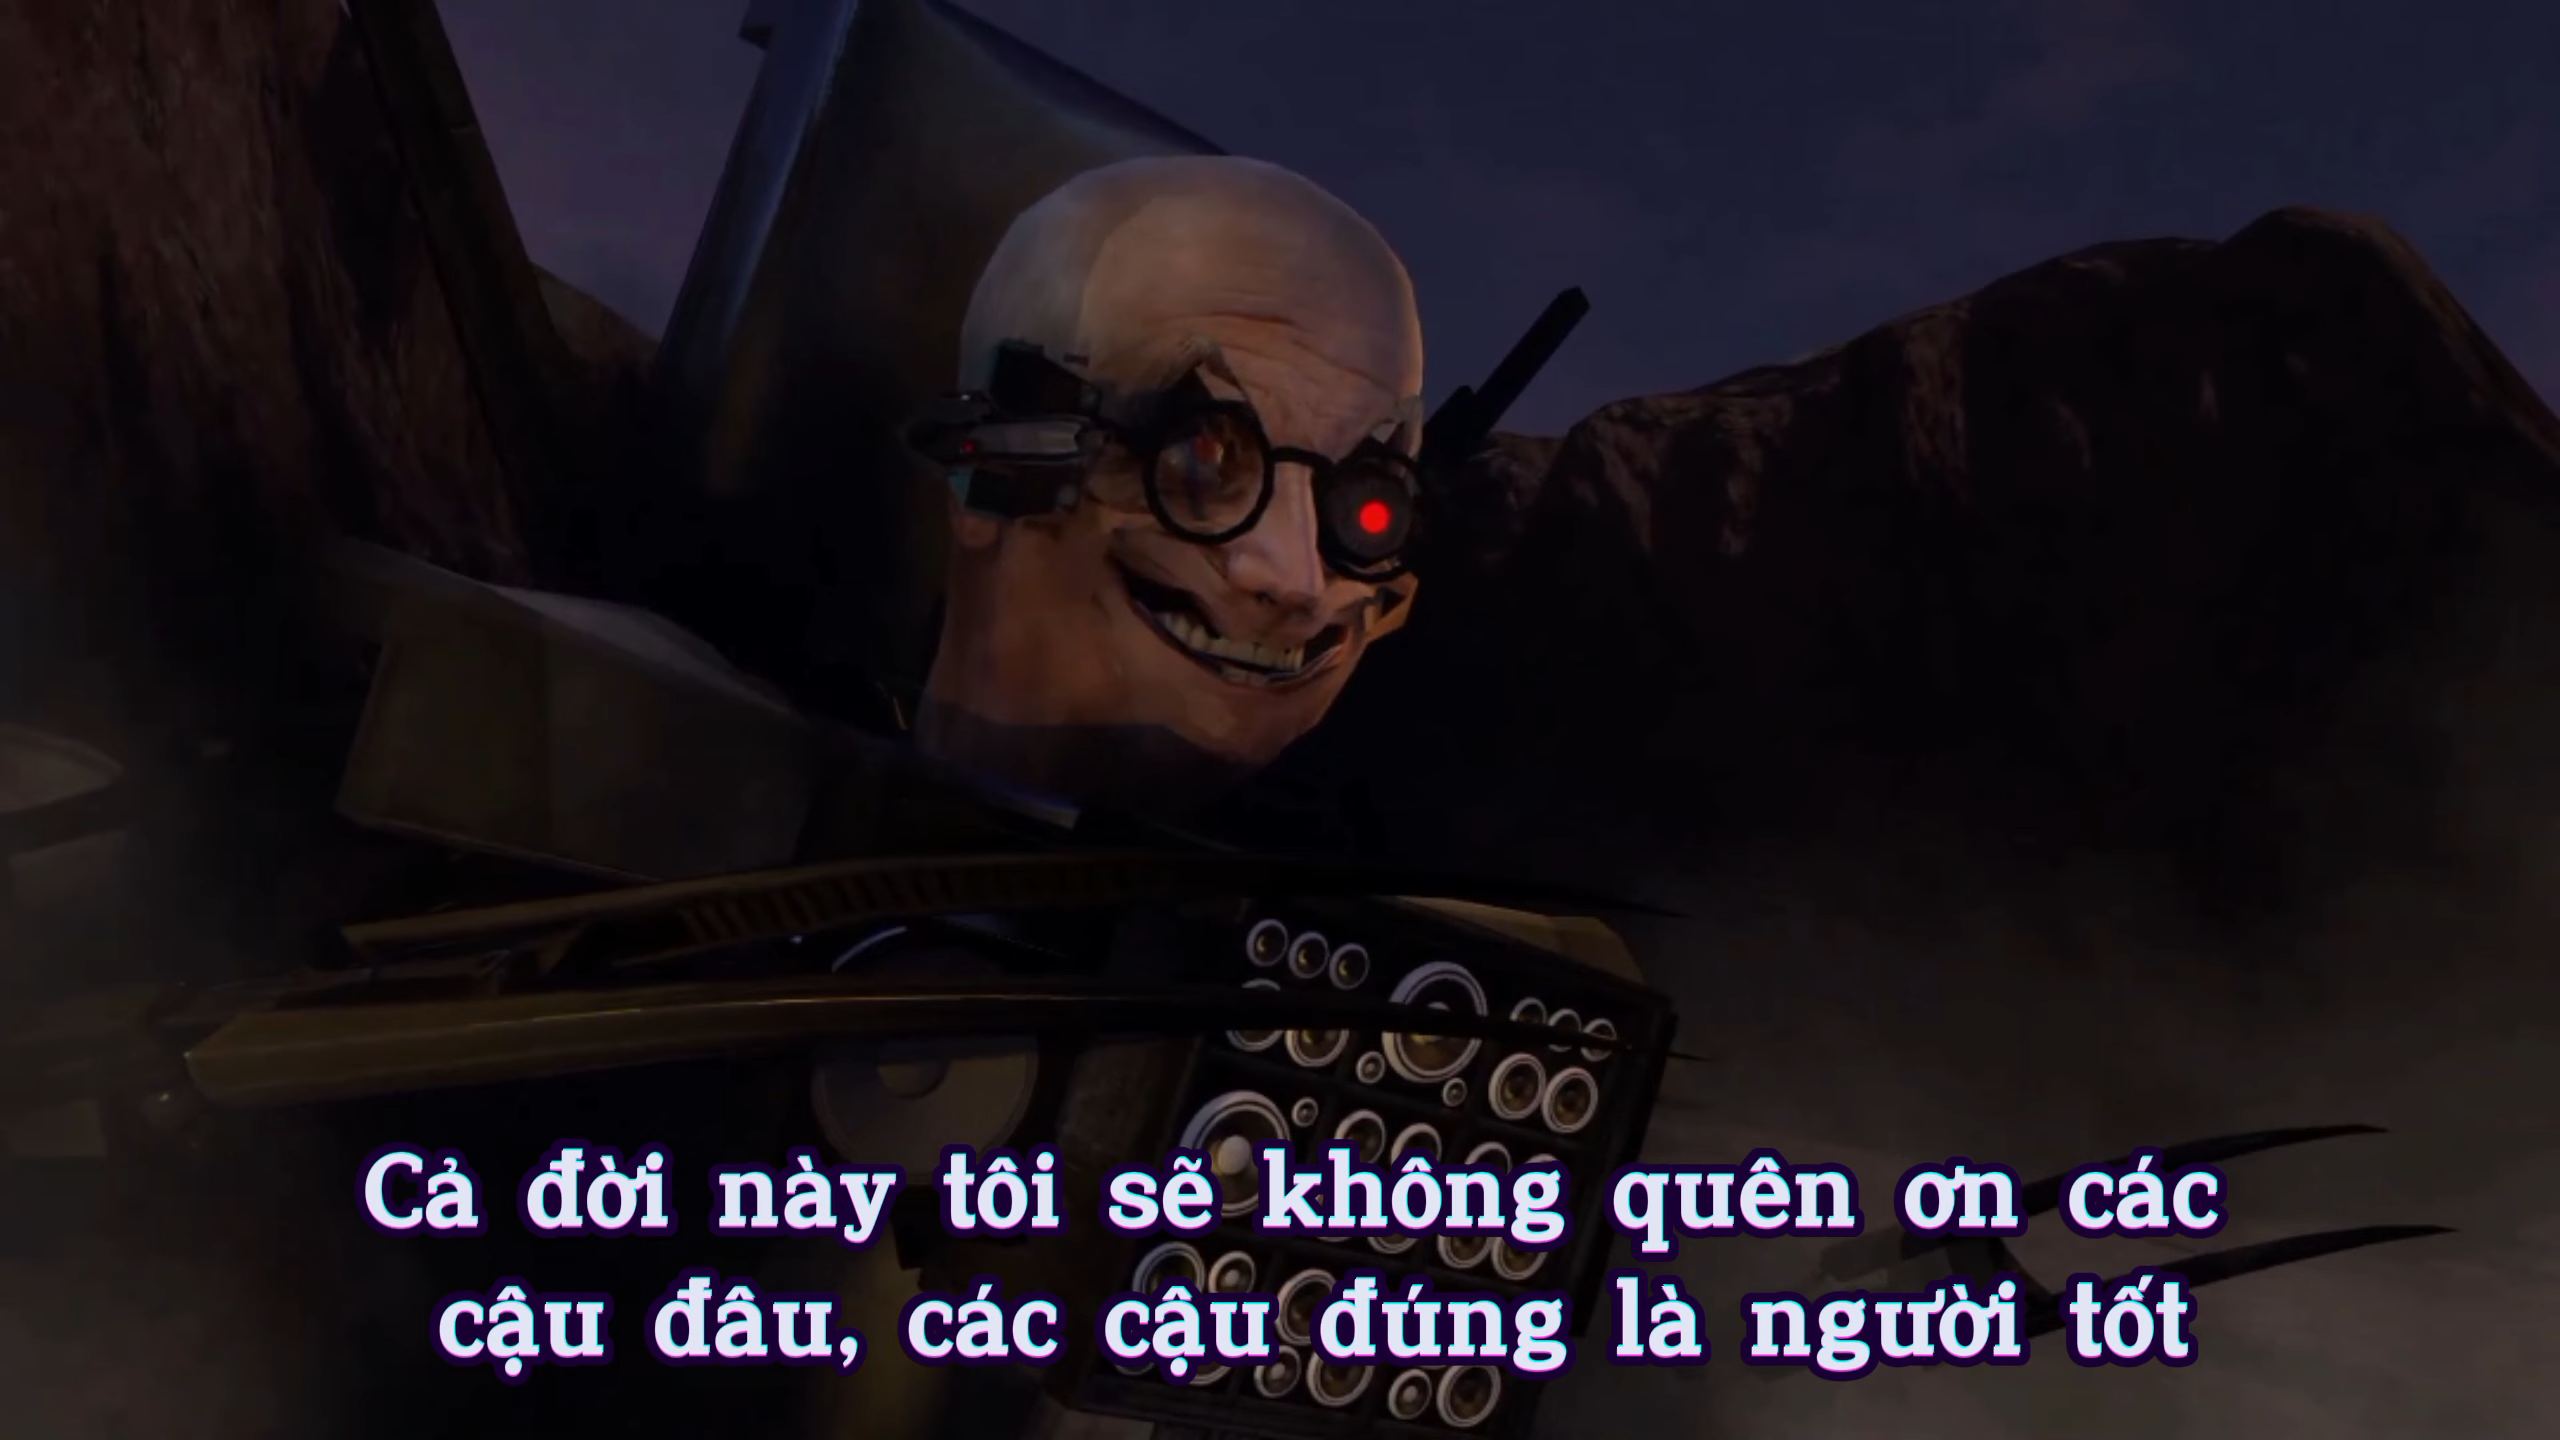 Cả đời này tôi sẽ không quên ơn các
cậu đâu, các cậu đúng là người tốt